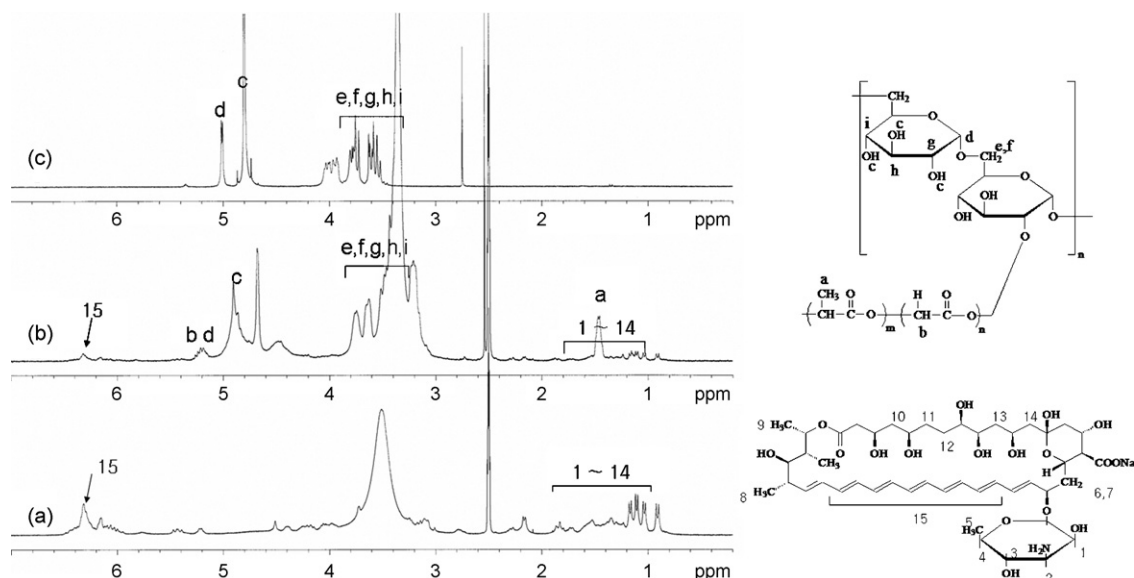 d
c
e,f,g,h,i
(c)
6 5 4 3 2 1 ppm
15
b d
c
e,f,g,h,i
a
1 ~ 14
(b)
6 5 4 3 2 1 ppm
15
1 ~ 14
(a)
6 5 4 3 2 1 ppm
CH₂
O
i c
OH
d
g
OH
c
h
OH
c
O
e,f
CH₂
O
OH
OH
O
O
n
a
CH₃ O
O
m
H O
O
n
b
9 H₃C
O
O
10 11 12 13 14
OH OH OH OH OH OH OH
HO
CH₃
O
H
COONa
8 H₃C
CH₂ 6,7
15
O
5
H₃C
O
OH
4 3 H₂N 1
OH
2